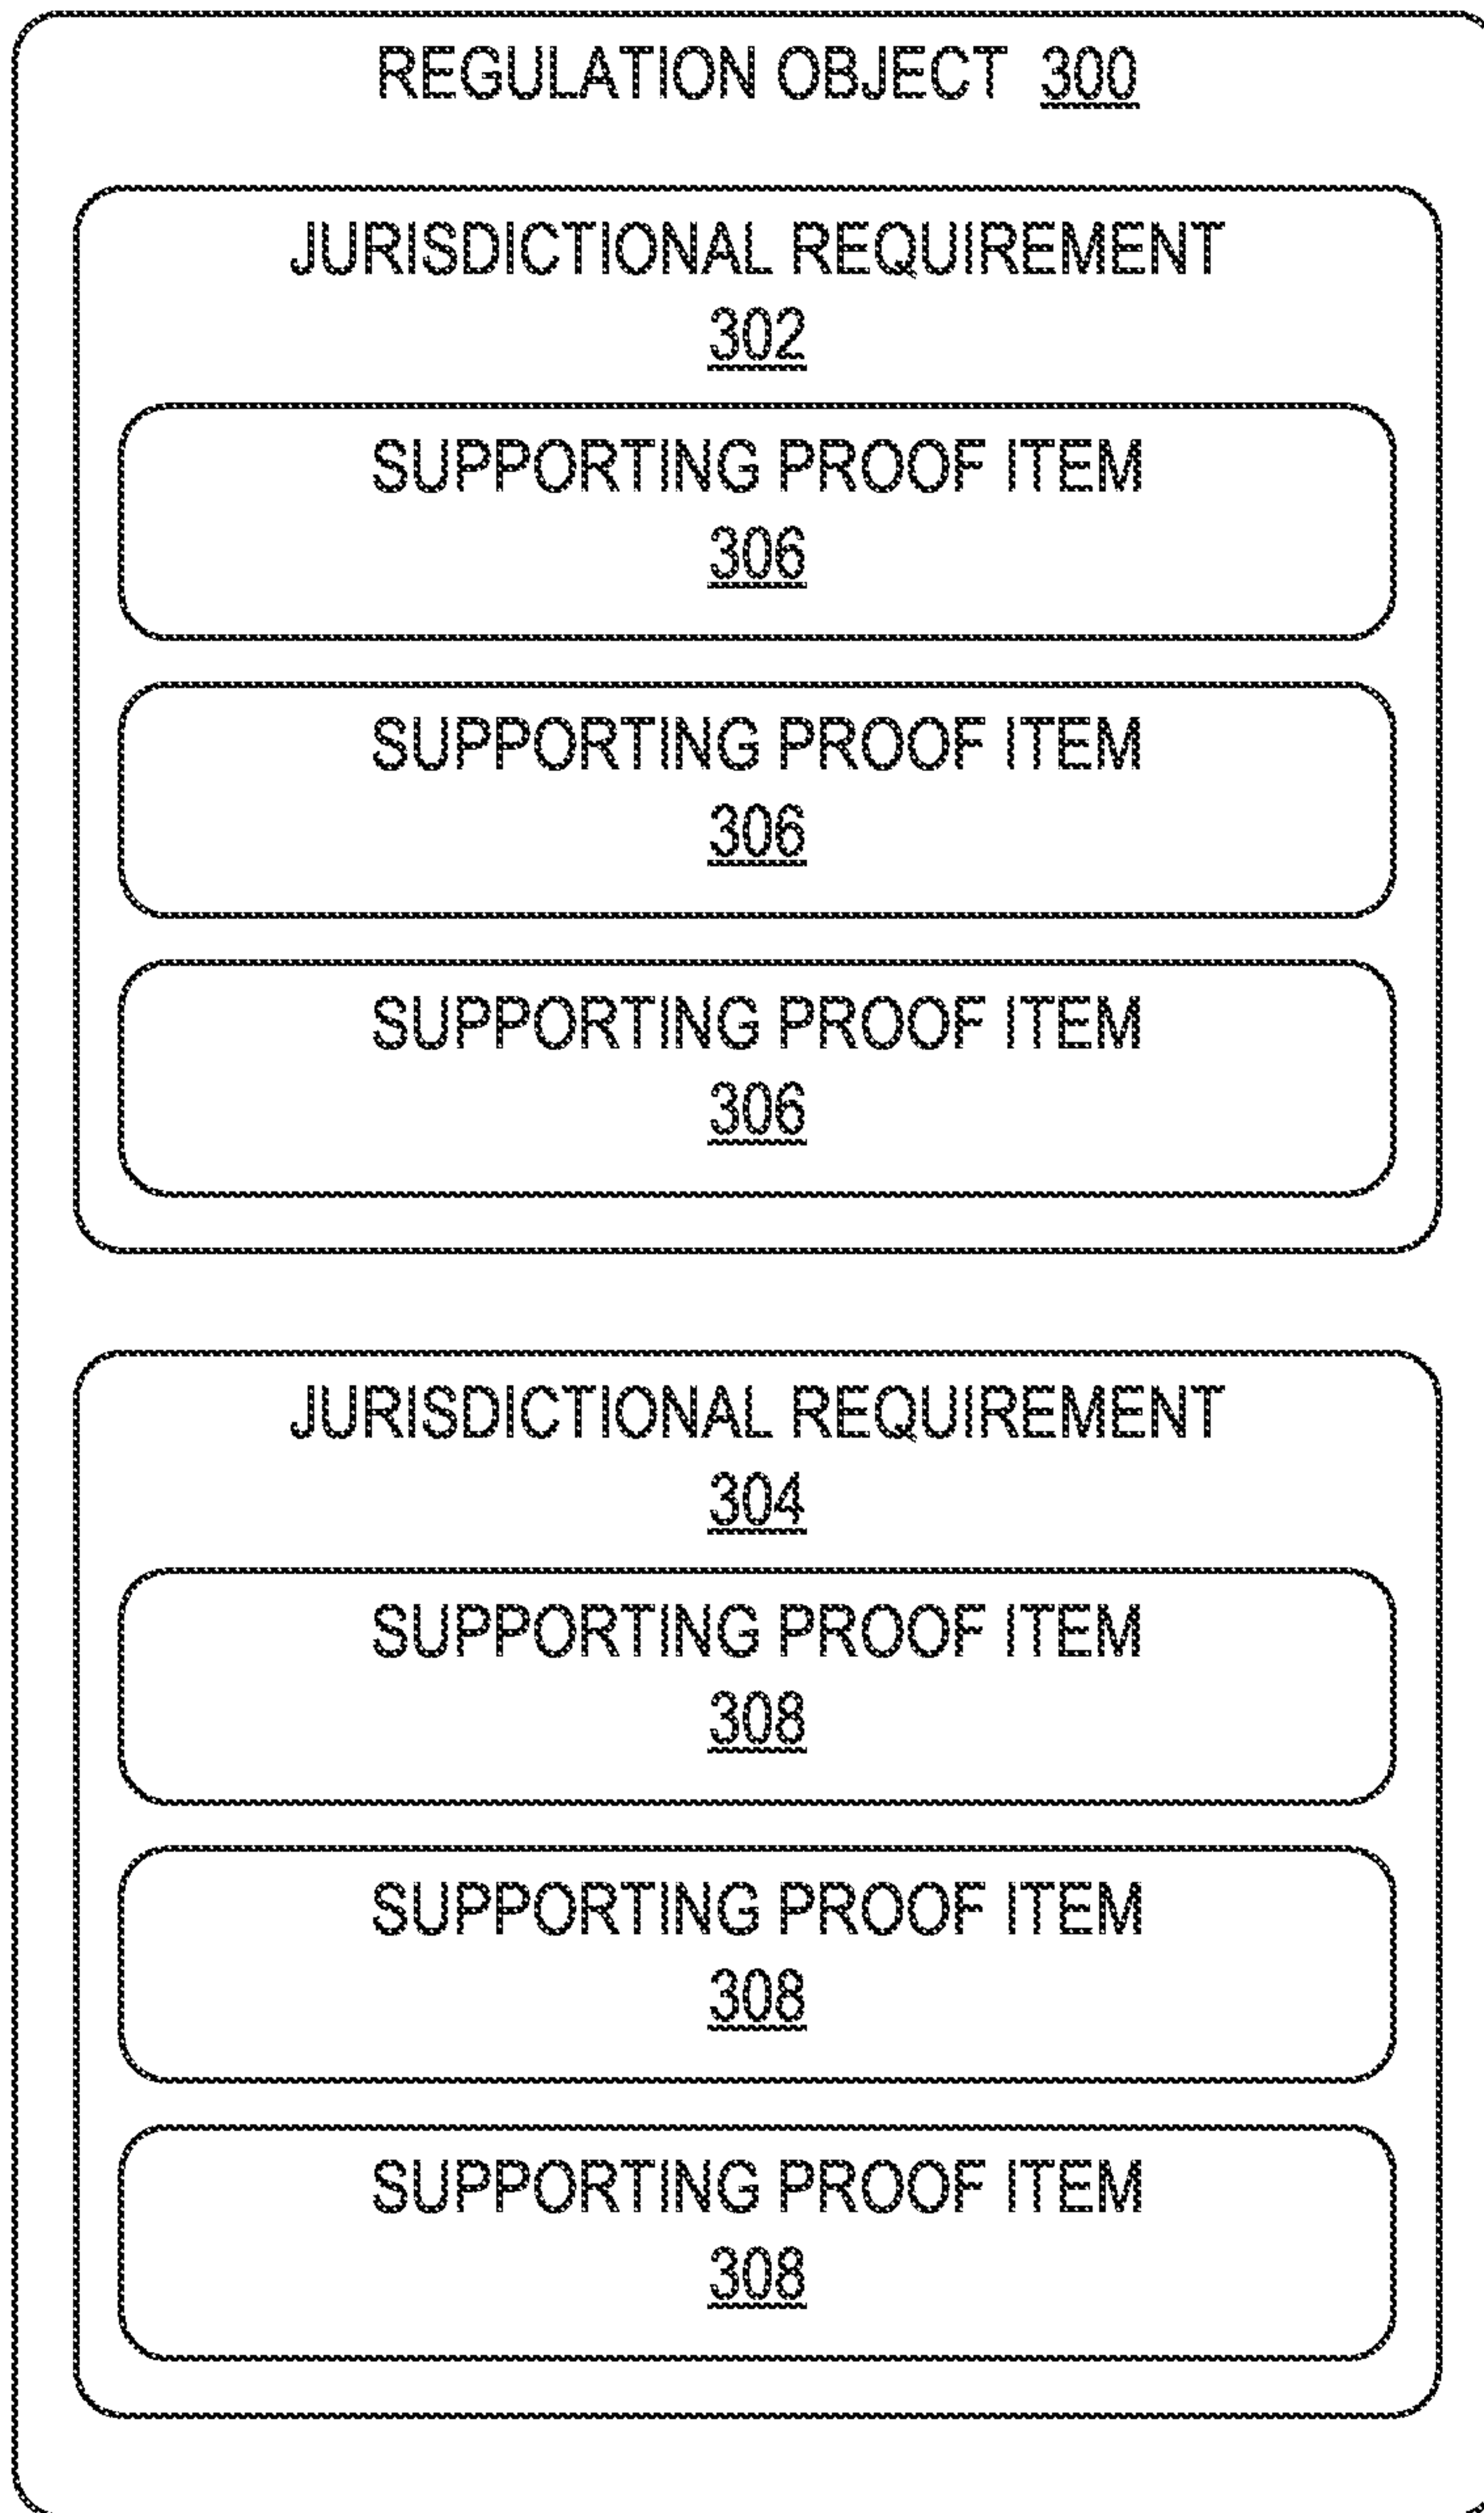 REGULATION OBJECT 300
JURISDICTIONAL REQUIREMENT
302
SUPPORTING PROOF ITEM
306
SUPPORTING PROOF ITEM
306
SUPPORTING PROOF ITEM
306
JURISDICTIONAL REQUIREMENT
304
SUPPORTING PROOF ITEM
308
SUPPORTING PROOF ITEM
308
SUPPORTING PROOF ITEM
308